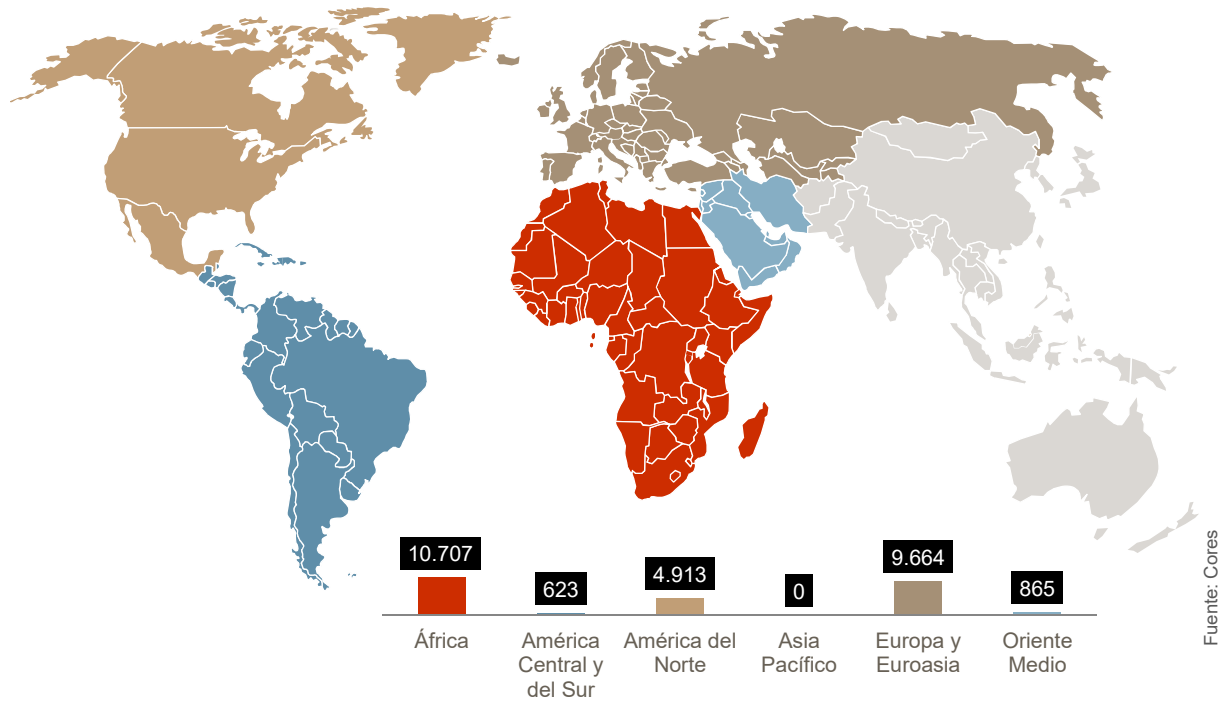 10.707
623
4.913
0
9.664
865
África
América
Central y
del Sur
América del
Norte
Asia
Pacífico
Europa y
Euroasia
Oriente
Medio
Fuente: Cores